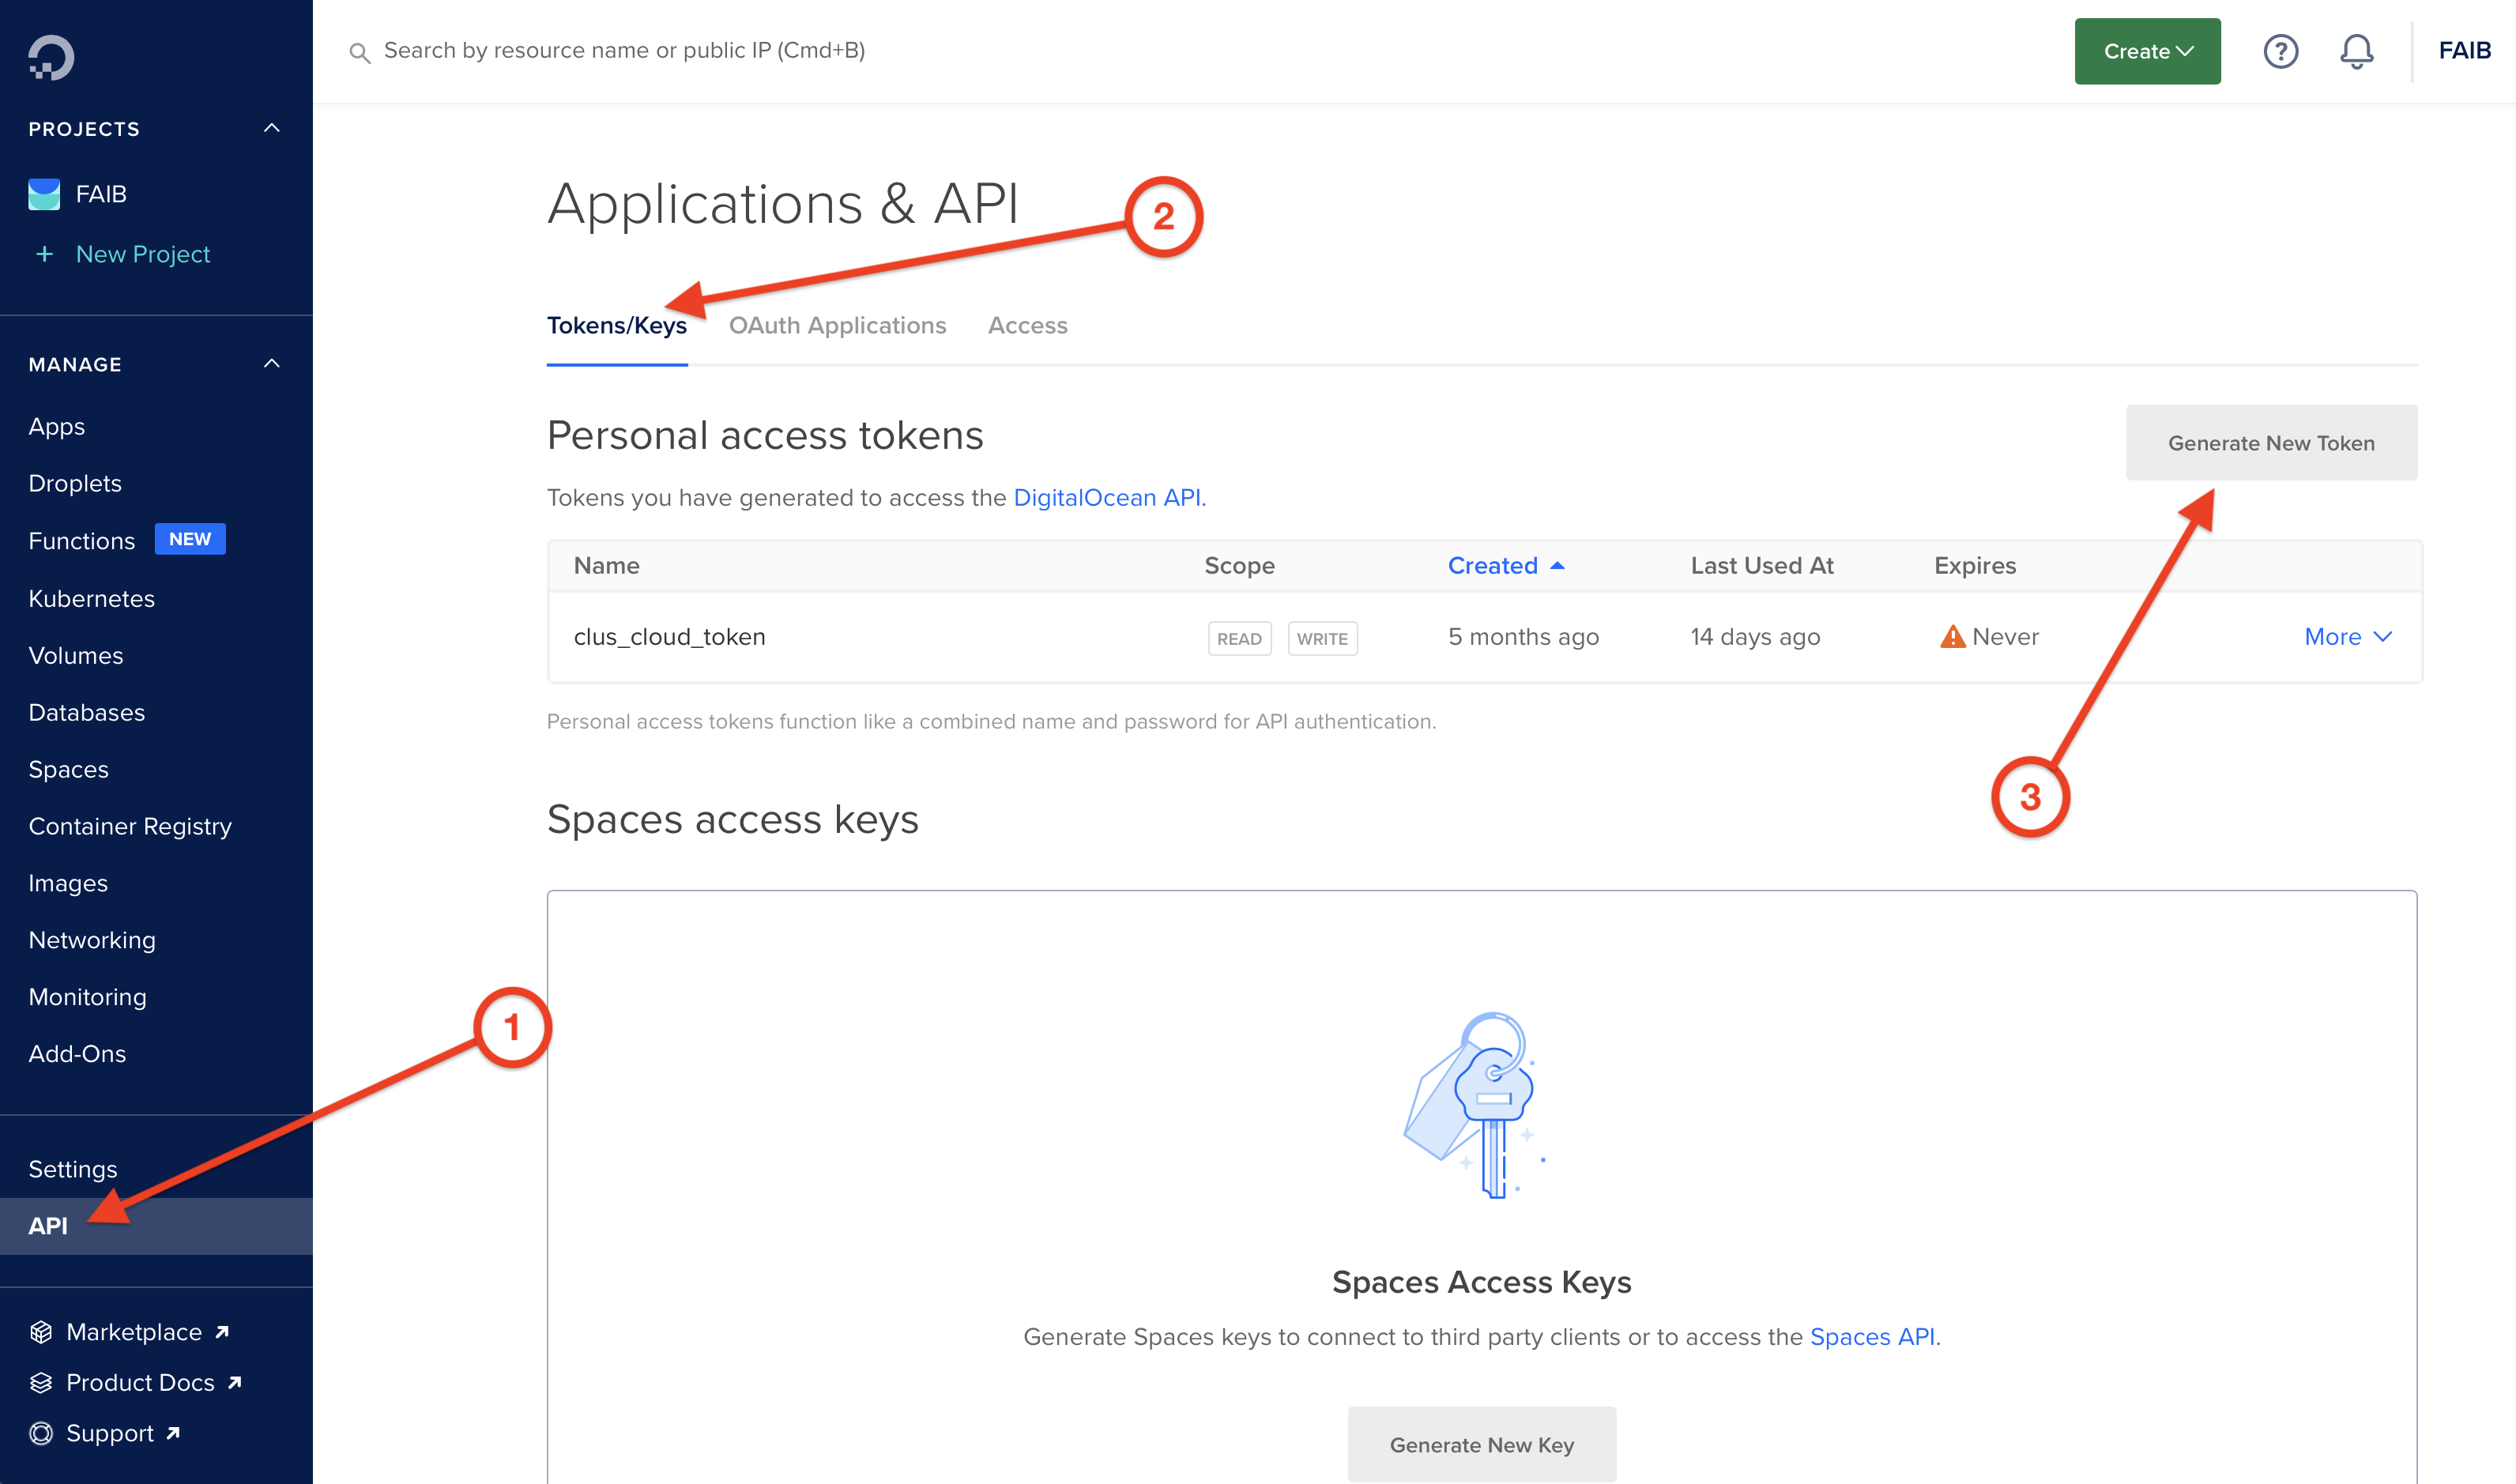 Search by resource name or public IP (Cmd+B)
Create
?
FAIB
PROJECTS
FAIB
+ New Project
MANAGE
Apps
Droplets
Functions NEW
Kubernetes
Volumes
Databases
Spaces
Container Registry
Images
Networking
Monitoring
Add-Ons
Settings
API
Marketplace
Product Docs
Support
Applications & API
2
Tokens/Keys OAuth Applications Access
Personal access tokens
Generate New Token
Tokens you have generated to access the DigitalOcean API.
Name Scope Created Last Used At Expires
clus_cloud_token READ WRITE 5 months ago 14 days ago Never More
Personal access tokens function like a combined name and password for API authentication.
3
Spaces access keys
1
Spaces Access Keys
Generate Spaces keys to connect to third party clients or to access the Spaces API.
Generate New Key